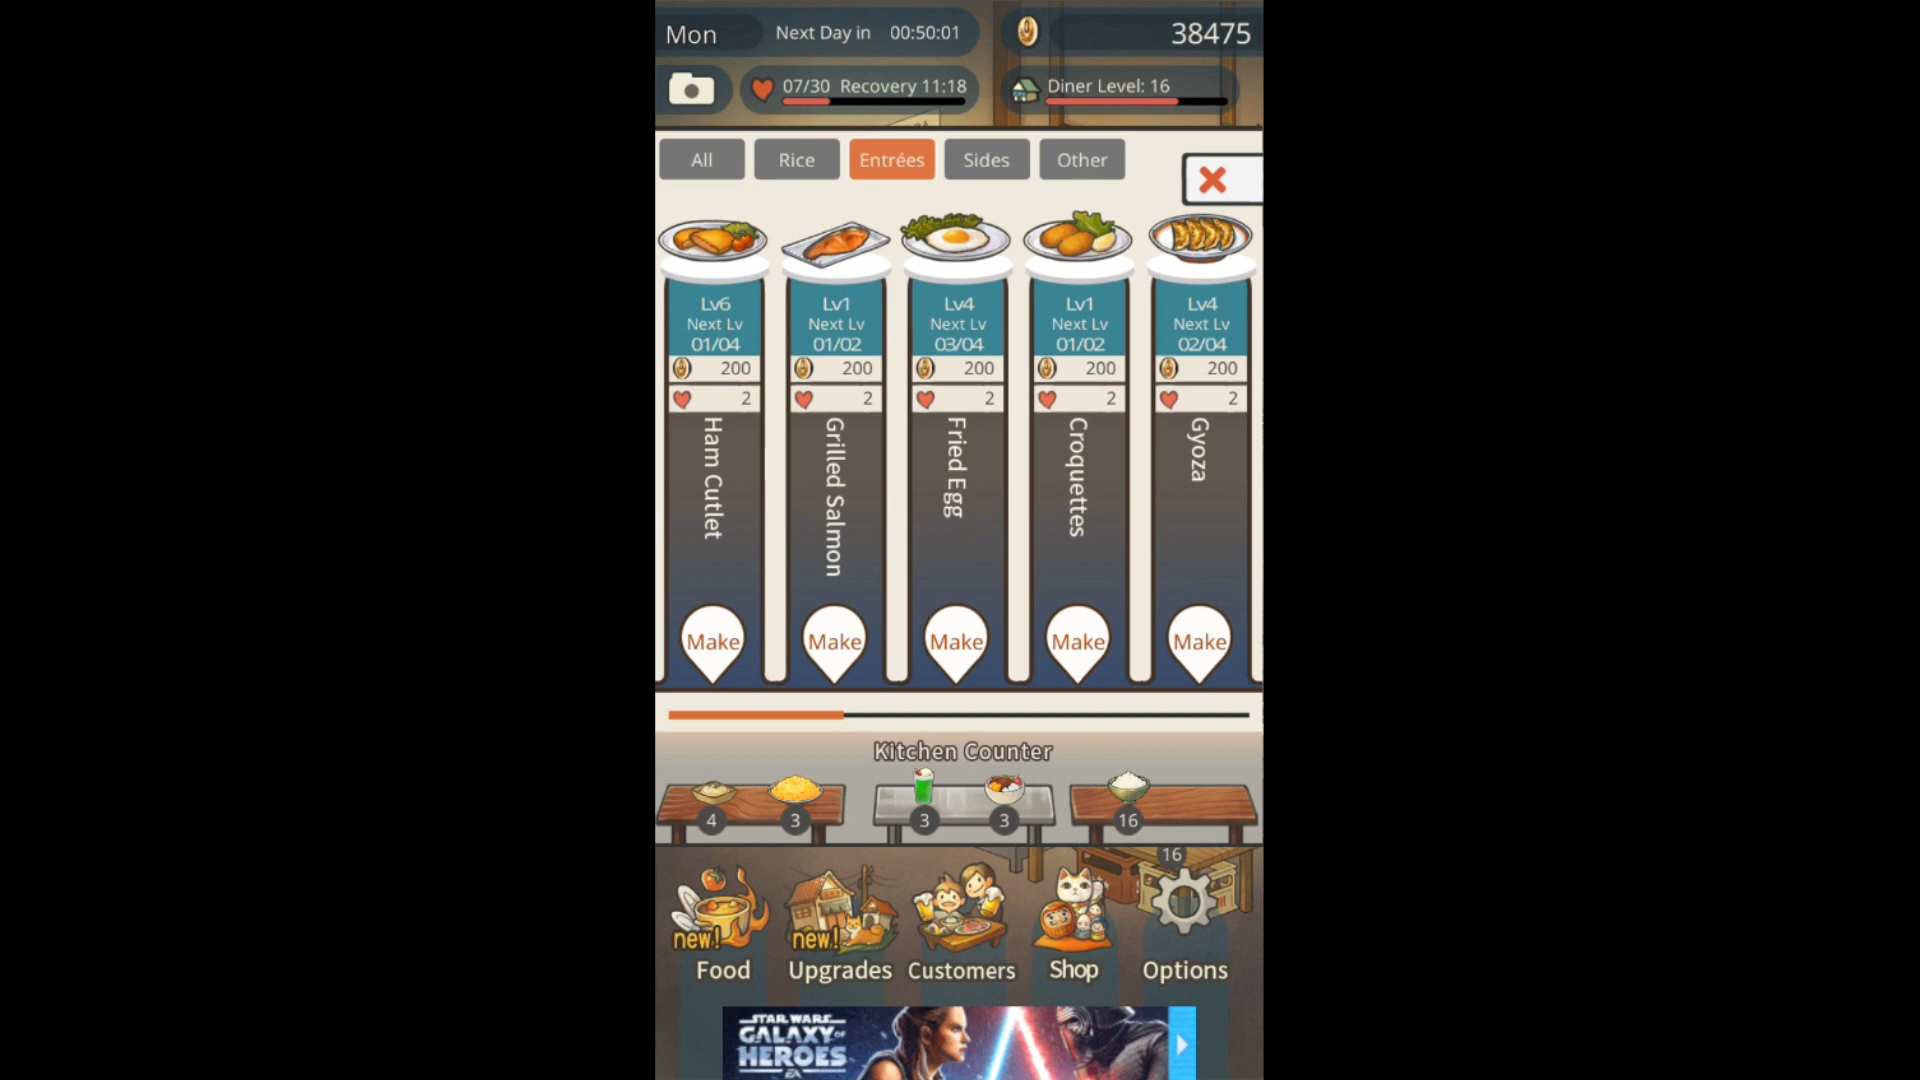 Mon
Next Day in 00:50:01
38475
07/30 Recovery 11:18
Diner Level: 16
All
Rice
Entrées
Sides
Other
Lv6
Next Lv
01/04
200
2
Ham Cutlet
Make
Lv1
Next Lv
01/02
200
2
Grilled Salmon
Make
Lv4
Next Lv
03/04
200
2
Fried Egg
Make
Lv1
Next Lv
01/02
200
2
Croquettes
Make
Lv4
Next Lv
02/04
200
2
Gyoza
Make
Kitchen Counter
4
3
3
3
16
16
new!
Food
new!
Upgrades
Customers
Shop
Options
STAR WARS
GALAXY OF
HEROES
EA